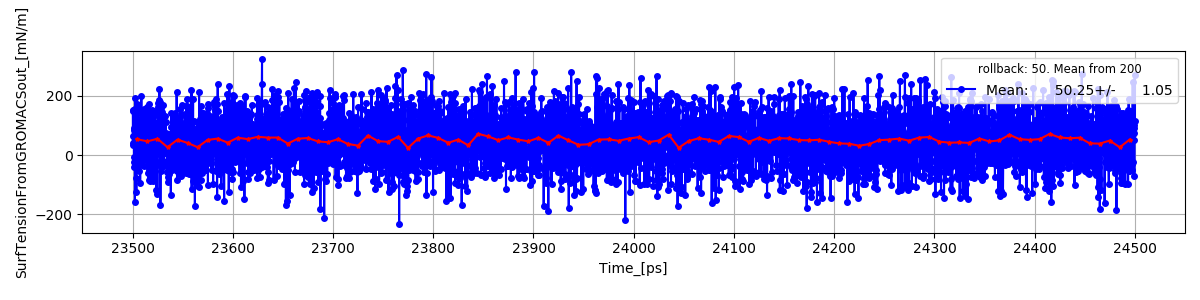 SurfTensionFromGROMACSout_[mN/m]
200
0
−200
rollback: 50. Mean from 200
Mean: 50.25+/- 1.05
23500 23600 23700 23800 23900 24000 24100 24200 24300 24400 24500
Time_[ps]